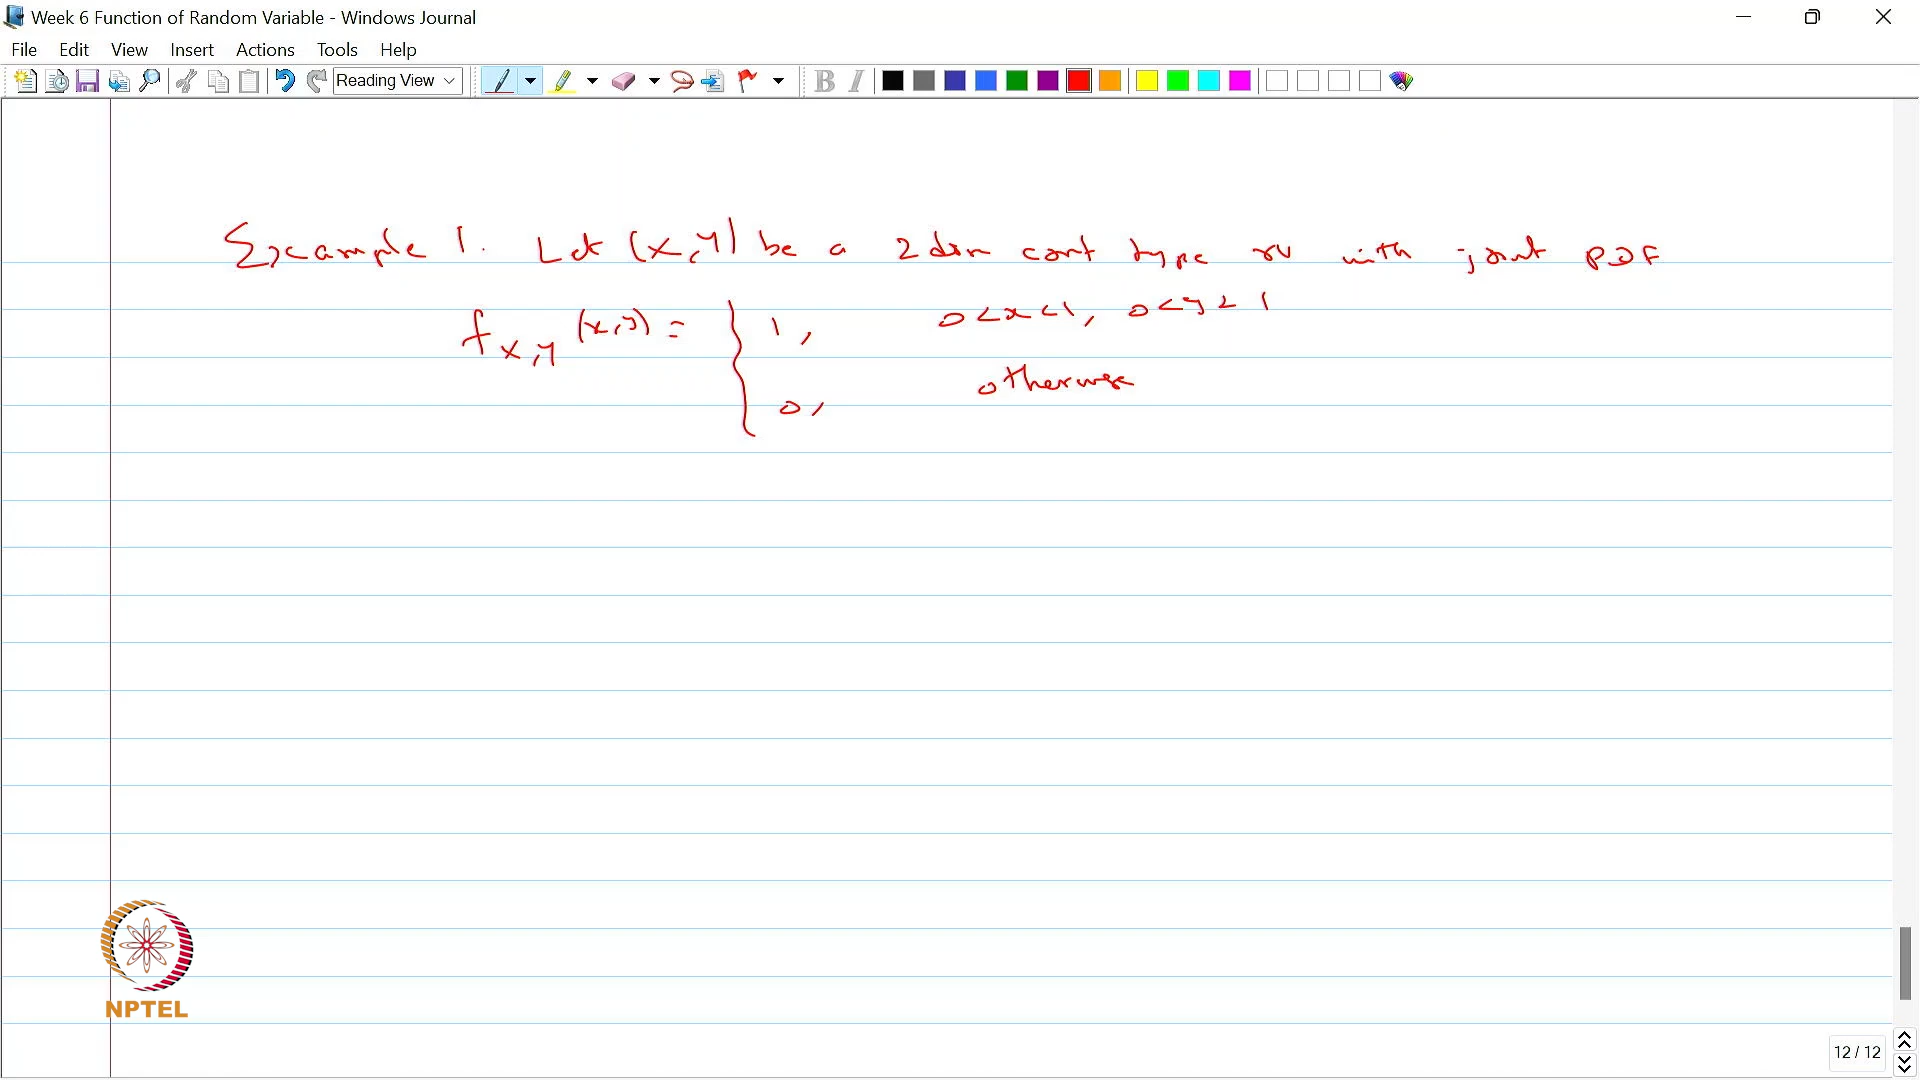 Week 6 Function of Random Variable - Windows Journal
File Edit View Insert Actions Tools Help
Reading View
B I
Example 1. Let (X,Y) be a 2 dim cont type rv with joint PDF
f X,Y (x,y) = { 1, 0<x<1, 0<y<1
0, otherwise
NPTEL
12 / 12